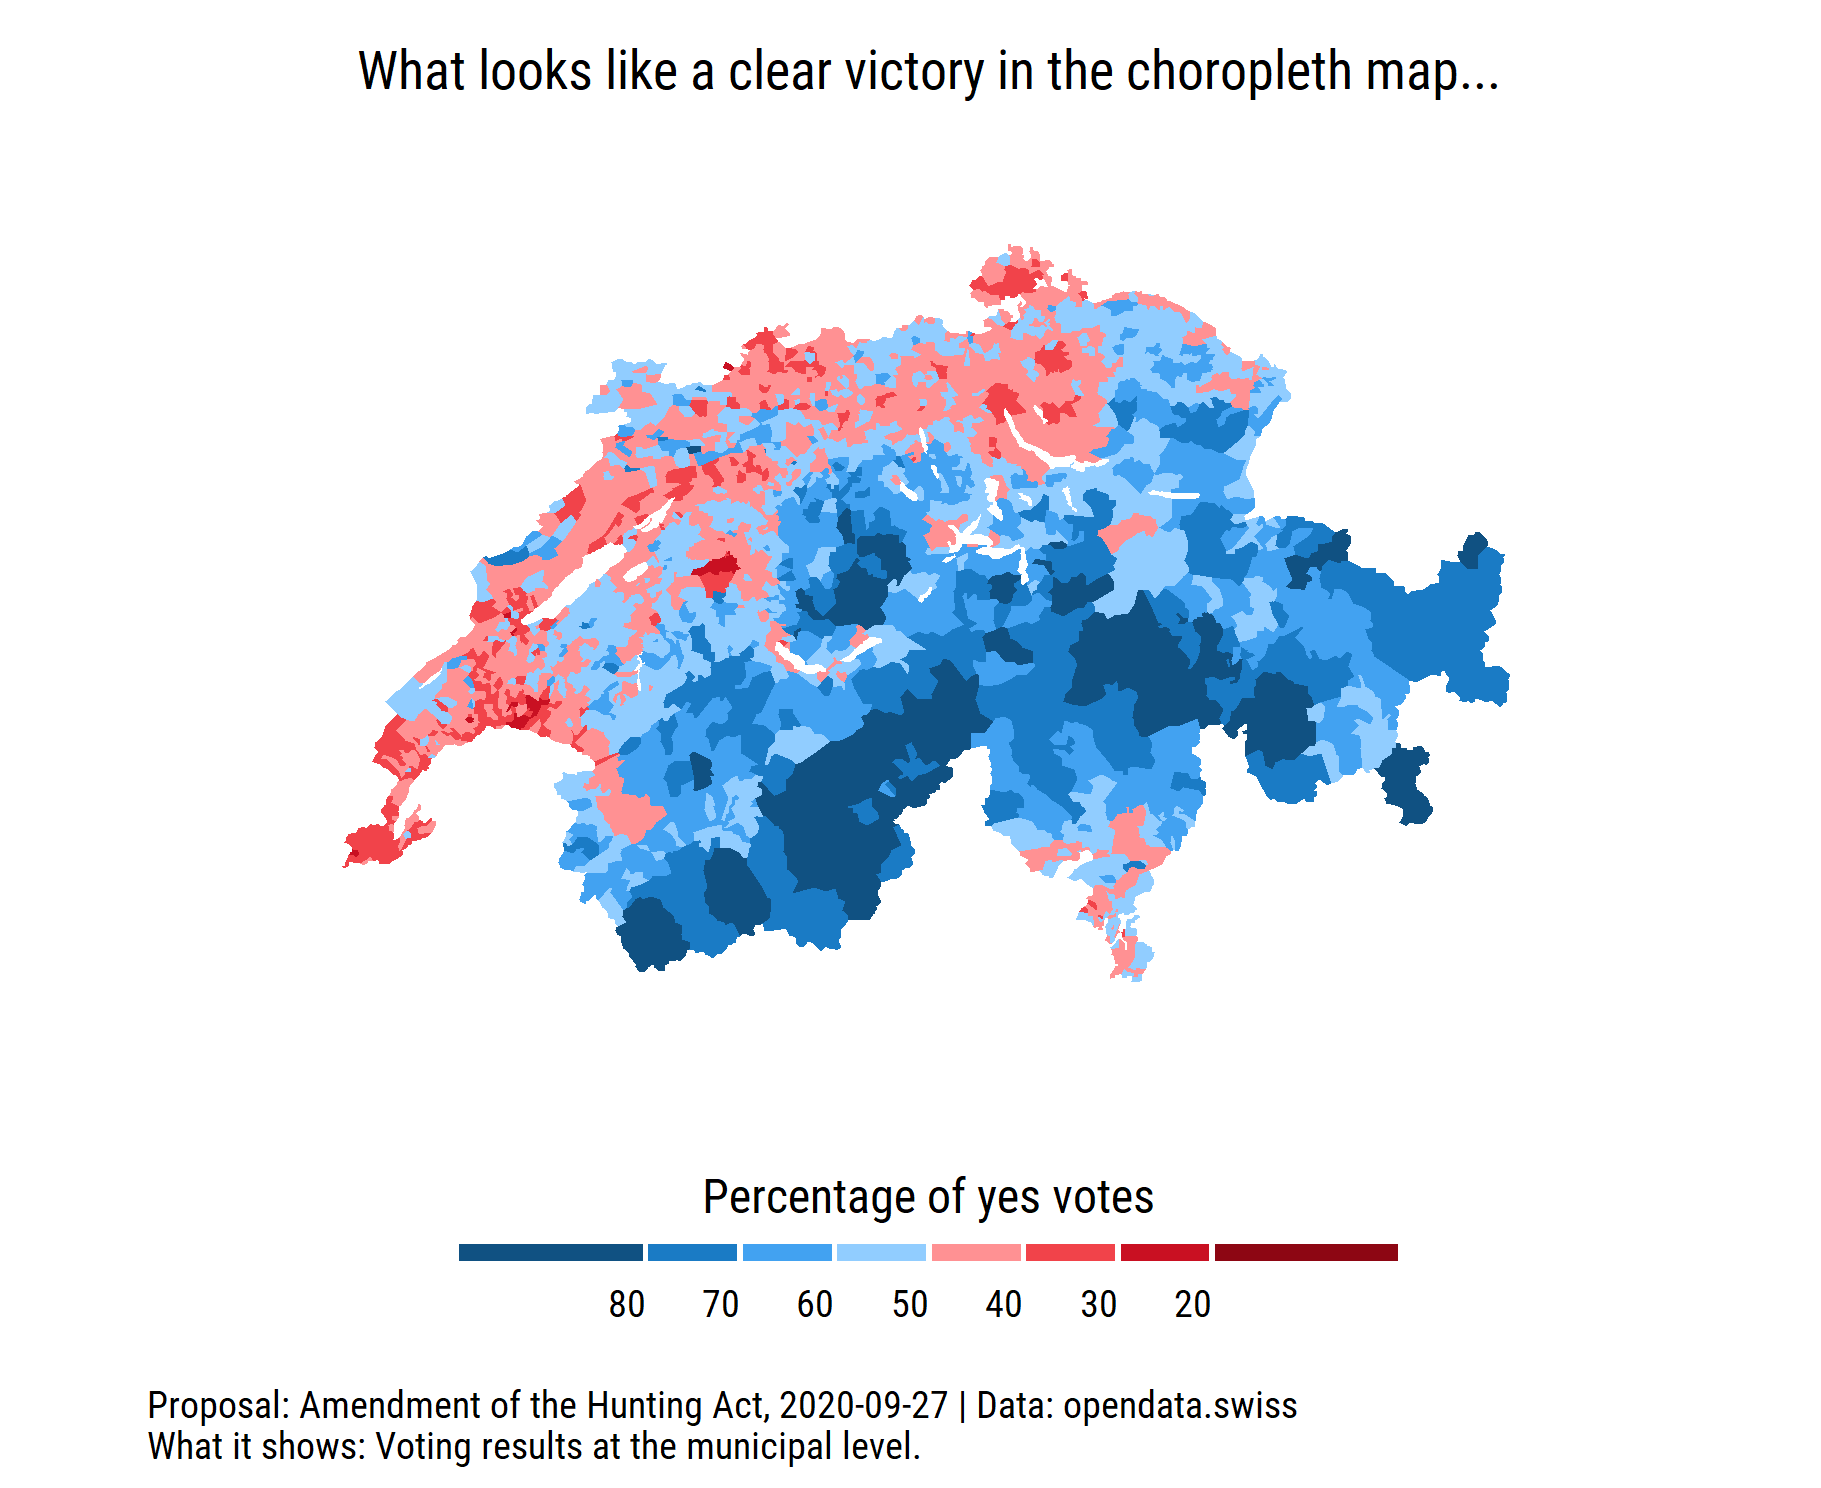 What looks like a clear victory in the choropleth map...
Percentage of yes votes
80 70 60 50 40 30 20
Proposal: Amendment of the Hunting Act, 2020-09-27 | Data: opendata.swiss
What it shows: Voting results at the municipal level.